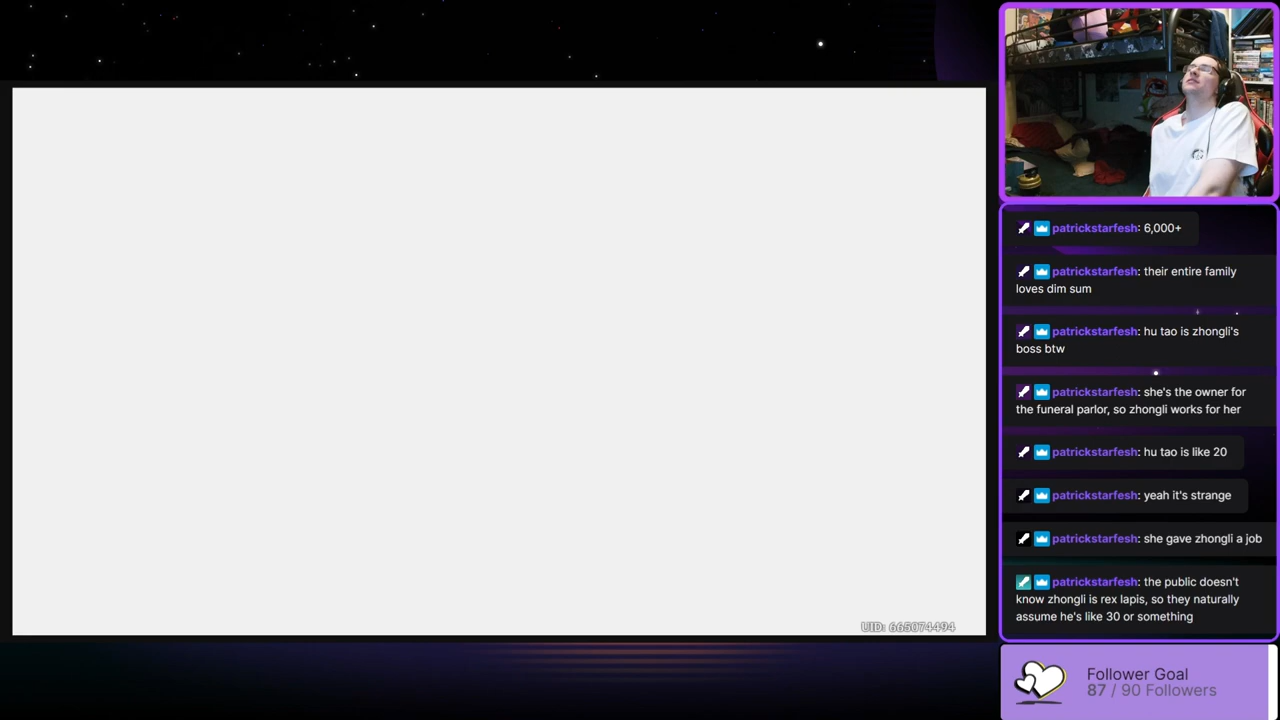 patrickstarfesh: 6,000+
patrickstarfesh: their entire family
loves dim sum
patrickstarfesh: hu tao is zhongli's
boss btw
patrickstarfesh: she's the owner for
the funeral parlor, so zhongli works for her
patrickstarfesh: hu tao is like 20
patrickstarfesh: yeah it's strange
patrickstarfesh: she gave zhongli a job
patrickstarfesh: the public doesn't
know zhongli is rex lapis, so they naturally
assume he's like 30 or something
UID: 665074494
Follower Goal
87 / 90 Followers